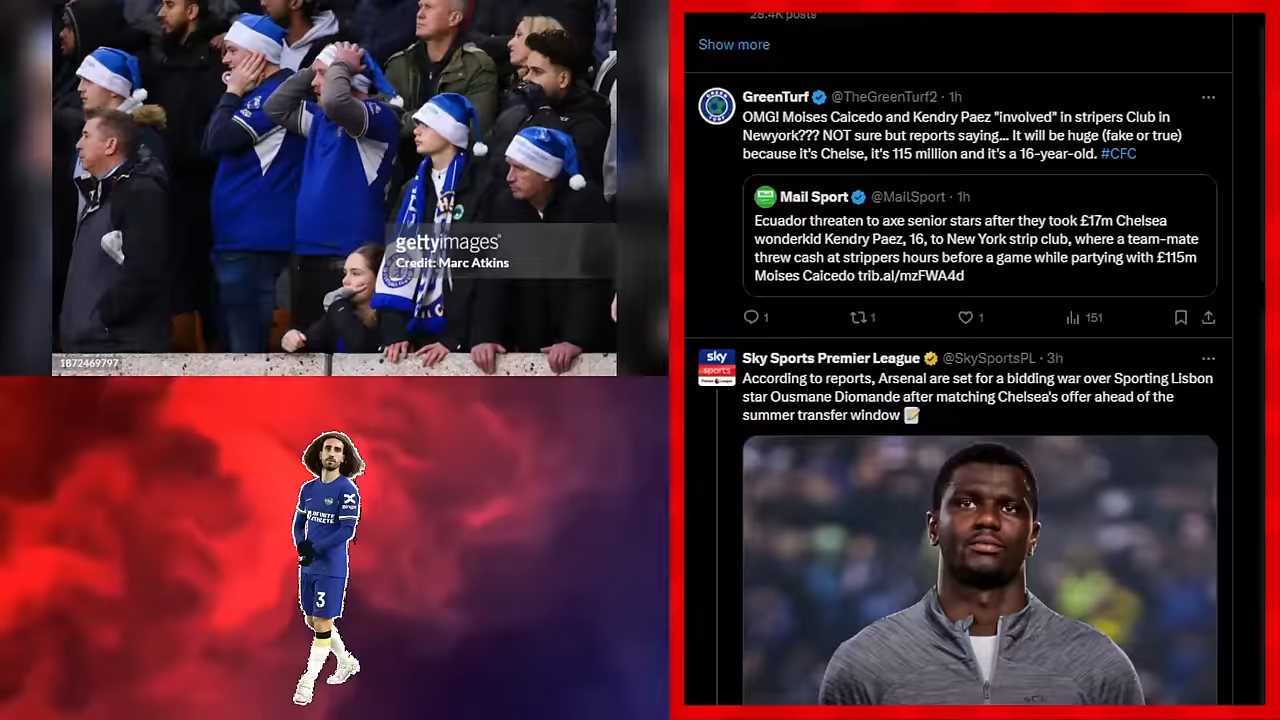 gettyimages®
Credit: Marc Atkins
1872469797
INFINITE
ATHLETE
3
28.4K posts
Show more
GreenTurf @TheGreenTurf2 · 1h
OMG! Moises Caicedo and Kendry Paez "involved" in stripers Club in
Newyork??? NOT sure but reports saying... It will be huge (fake or true)
because it's Chelse, it's 115 million and it's a 16-year-old. #CFC
Mail Sport @MailSport · 1h
Ecuador threaten to axe senior stars after they took £17m Chelsea
wonderkid Kendry Paez, 16, to New York strip club, where a team-mate
threw cash at strippers hours before a game while partying with £115m
Moises Caicedo trib.al/mzFWA4d
1 1 1 151
sky
sports
Premier League
Sky Sports Premier League @SkySportsPL · 3h
According to reports, Arsenal are set for a bidding war over Sporting Lisbon
star Ousmane Diomande after matching Chelsea's offer ahead of the
summer transfer window